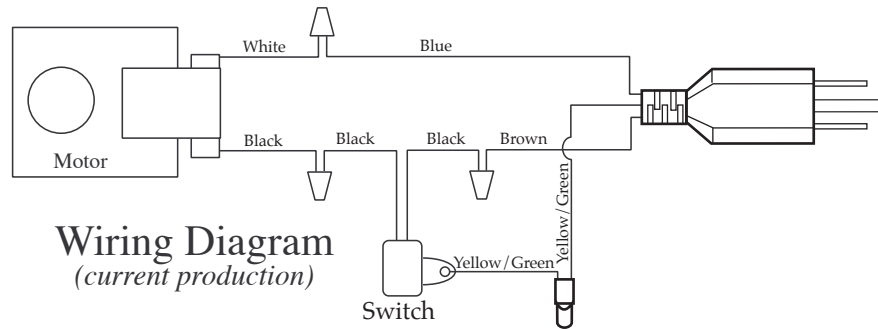 White
Blue
Black
Black
Black
Brown
Motor
Yellow/Green
Wiring Diagram
(current production)
Yellow/Green
Switch